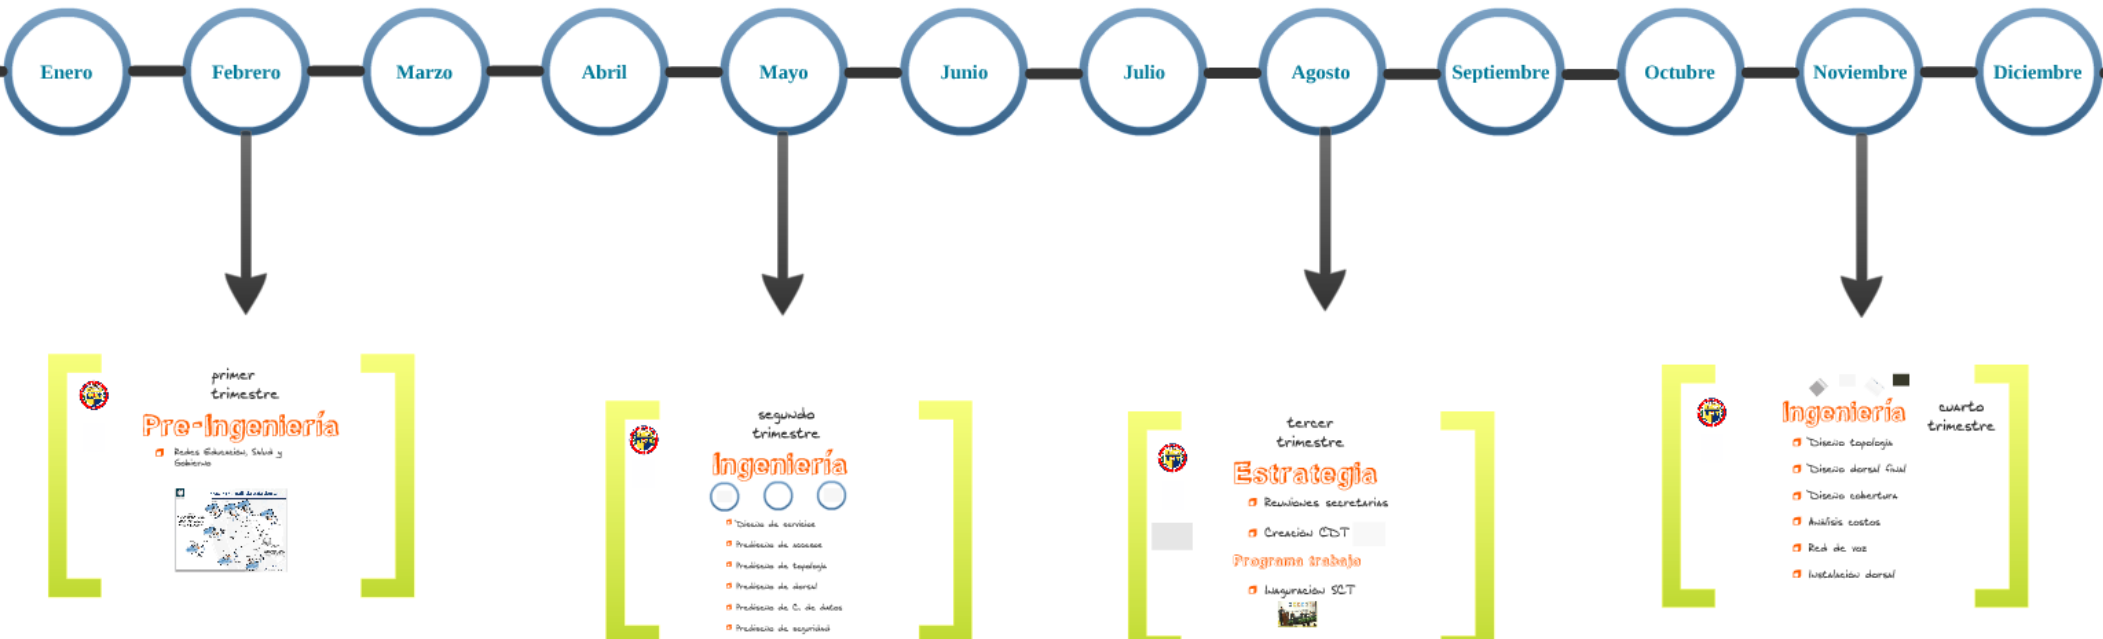 Enero
Febrero
Marzo
Abril
Mayo
Junio
Julio
Agosto
Septiembre
Octubre
Noviembre
Diciembre
primer
trimestre
Pre-Ingeniería
Redes Educación, Salud y
Gobierno
segundo
trimestre
Ingeniería
Diseño de servicios
Prediseño de accesos
Prediseño de topología
Prediseño de dorsal
Prediseño de C. de datos
Prediseño de seguridad
tercer
trimestre
Estrategia
Reuniones secretarias
Creación CDT
Programa trabajo
Inaguración SCT
cuarto
trimestre
Ingeniería
Diseño topología
Diseño dorsal final
Diseño cobertura
Análisis costos
Red de voz
Instalación dorsal